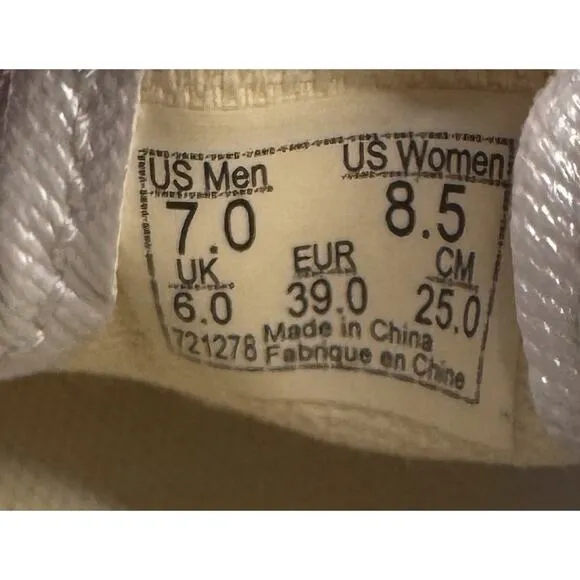 US Men US Women
7.0 8.5
UK EUR CM
6.0 39.0 25.0
721278 Made in China
Fabrique en Chine